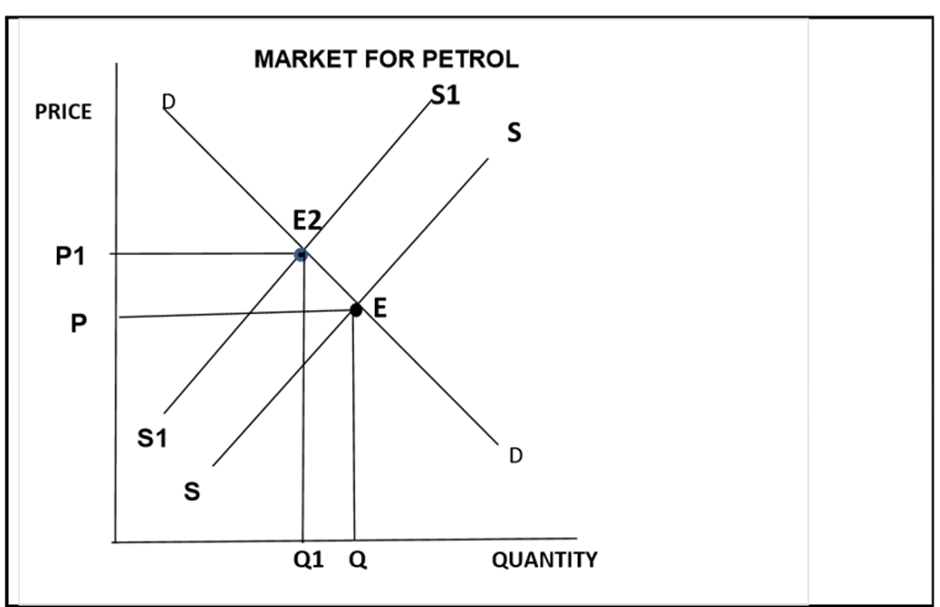 MARKET FOR PETROL
PRICE
D
S1
S
E2
P1
E
P
S1
D
S
Q1 Q QUANTITY